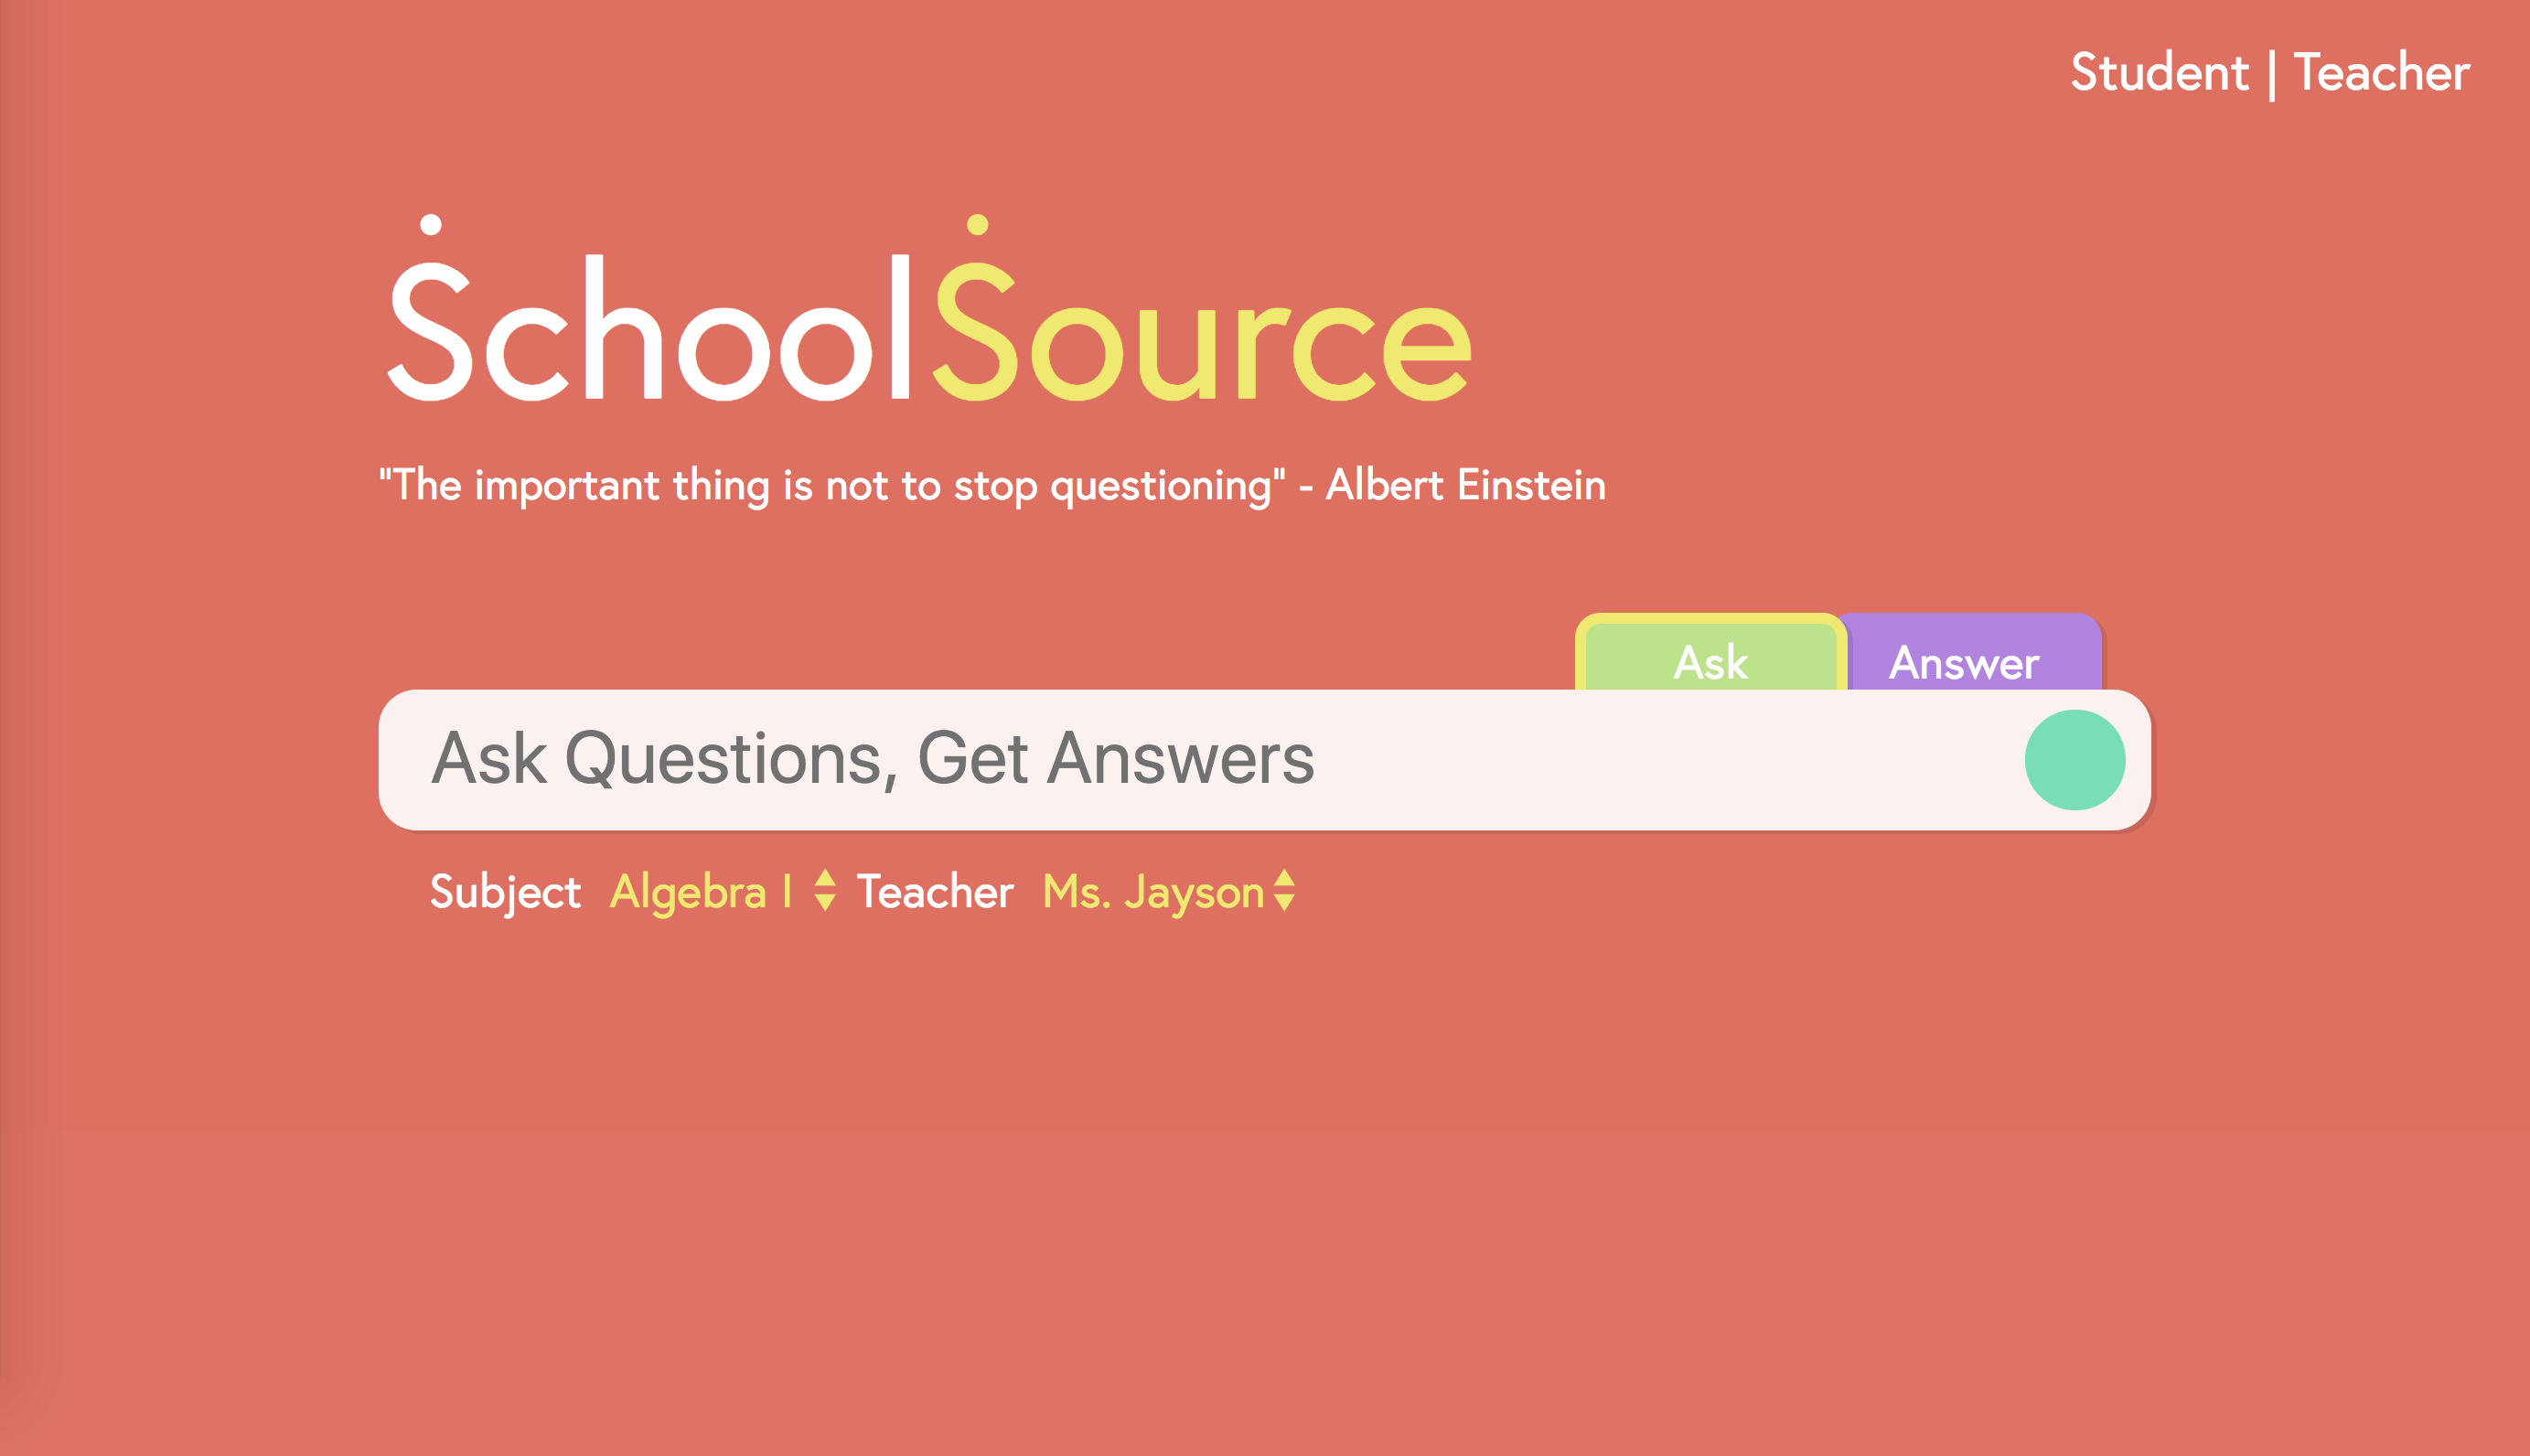 Student | Teacher
SchoolSource
"The important thing is not to stop questioning" - Albert Einstein
Ask Answer
Ask Questions, Get Answers
Subject Algebra I Teacher Ms. Jayson